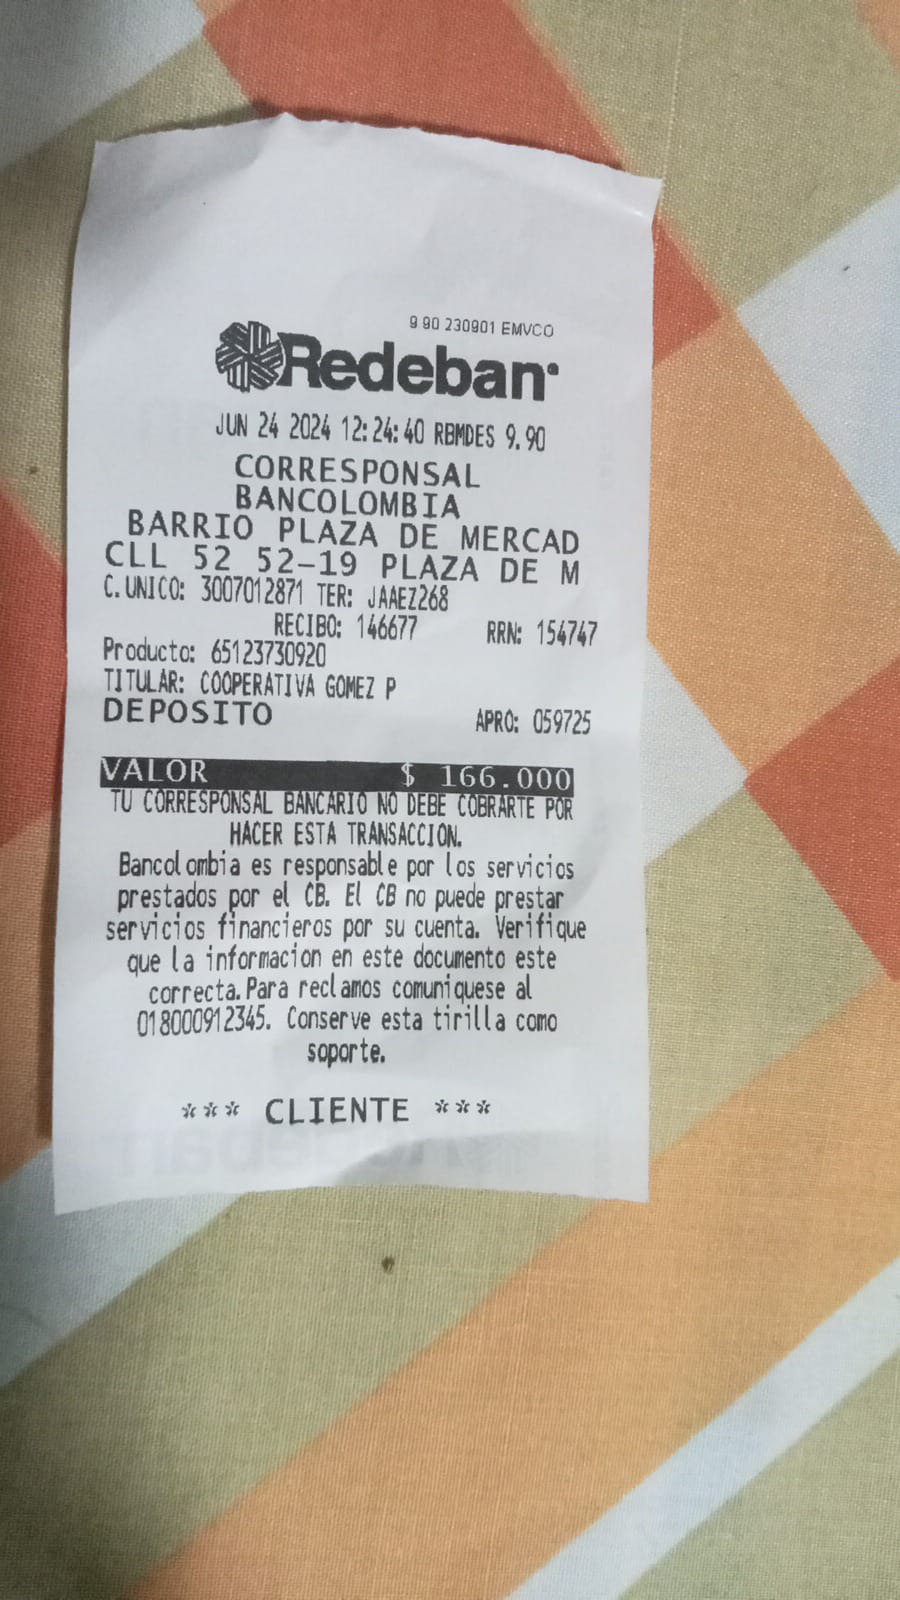 9 90 230901 EMVCO
Redeban
JUN 24 2024 12:24:40 RBMDES 9.90
CORRESPONSAL
BANCOLOMBIA
BARRIO PLAZA DE MERCAD
CLL 52 52-19 PLAZA DE M
C.UNICO: 3007012871 TER: JAAEZ268
RECIBO: 146677 RRN: 154747
Producto: 65123730920
TITULAR: COOPERATIVA GOMEZ P
DEPOSITO APRO: 059725
VALOR $ 166.000
TU CORRESPONSAL BANCARIO NO DEBE COBRARTE POR
HACER ESTA TRANSACCION.
Bancolombia es responsable por los servicios
prestados por el CB. El CB no puede prestar
servicios financieros por su cuenta. Verifique
que la informacion en este documento este
correcta.Para reclamos comuniquese al
018000912345. Conserve esta tirilla como
soporte.
*** CLIENTE ***